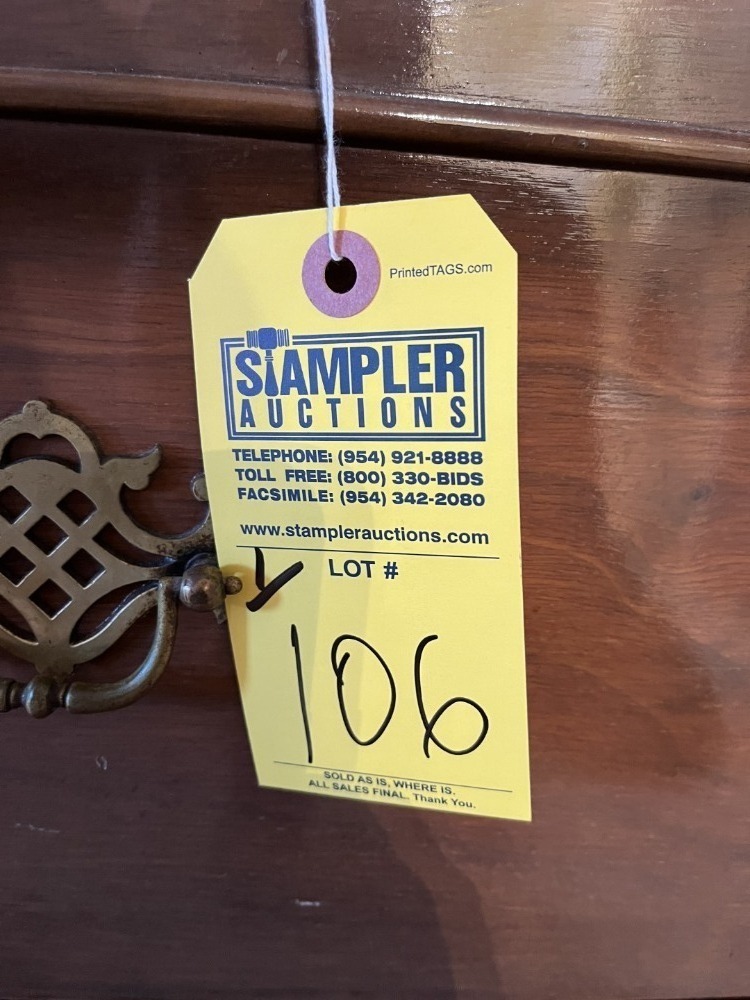 PrintedTAGS.com
STAMPLER
AUCTIONS
TELEPHONE: (954) 921-8888
TOLL FREE: (800) 330-BIDS
FACSIMILE: (954) 342-2080
www.stamplerauctions.com
LOT #
106
SOLD AS IS, WHERE IS.
ALL SALES FINAL. Thank You.